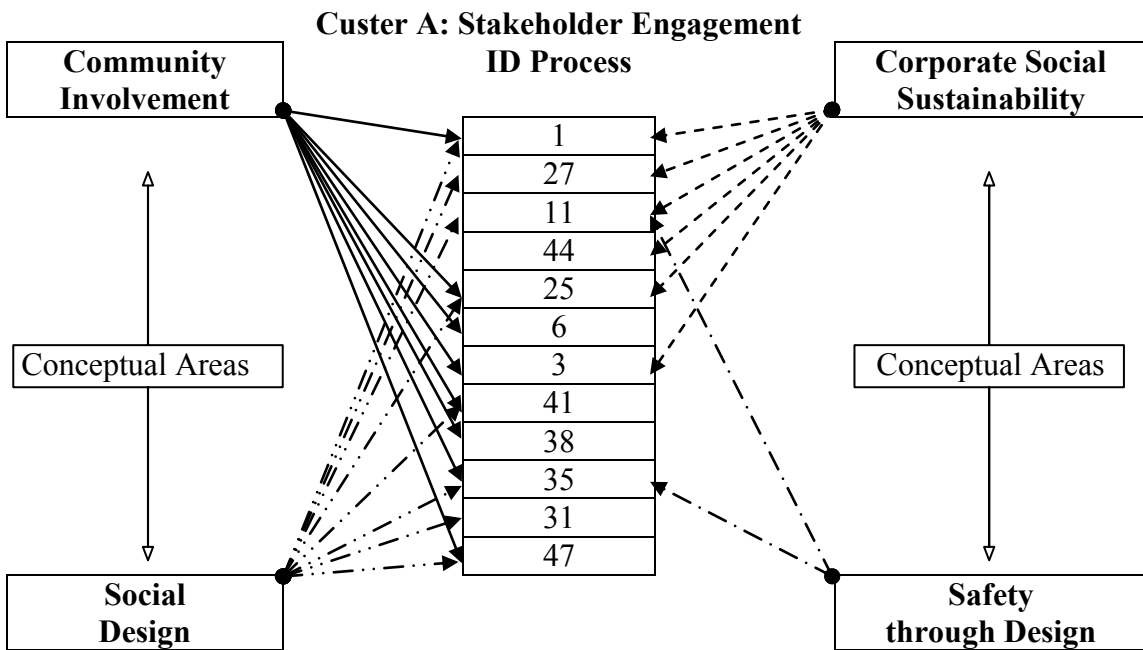 Custer A: Stakeholder Engagement
ID Process
Community
Involvement
Corporate Social
Sustainability
1
27
11
44
25
6
3
41
38
35
31
47
Conceptual Areas
Conceptual Areas
Social
Design
Safety
through Design